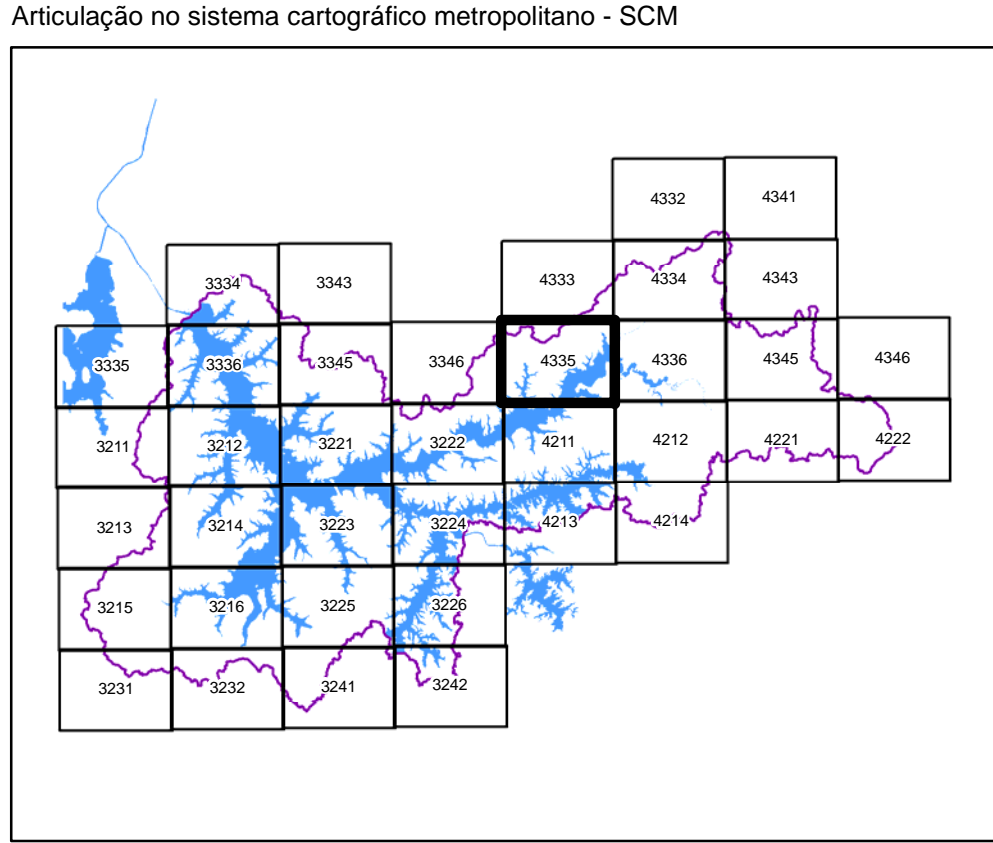 Articulação no sistema cartográfico metropolitano - SCM
4332 4341
3334 3343 4333 4334 4343
3335 3336 3345 3346 4335 4336 4345 4346
3211 3212 3221 3222 4211 4212 4221 4222
3213 3214 3223 3224 4213 4214
3215 3216 3225 3226
3231 3232 3241 3242